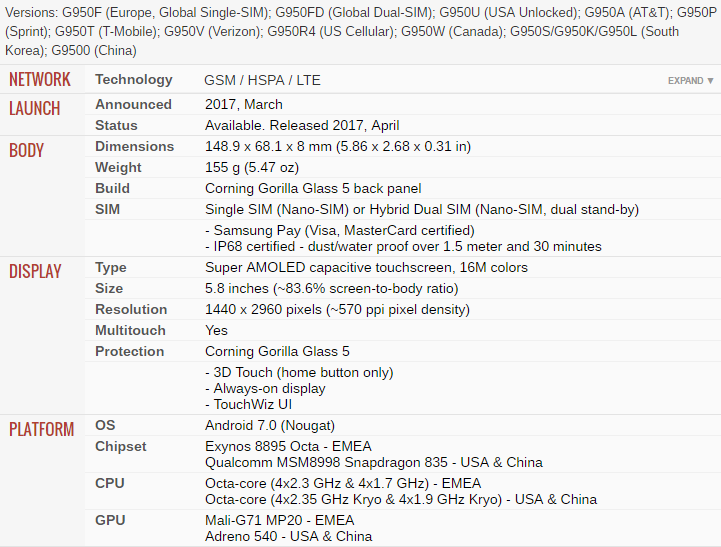 Versions: G950F (Europe, Global Single-SIM); G950FD (Global Dual-SIM); G950U (USA Unlocked); G950A (AT&T); G950P
(Sprint); G950T (T-Mobile); G950V (Verizon); G950R4 (US Cellular); G950W (Canada); G950S/G950K/G950L (South
Korea); G9500 (China)
NETWORK Technology GSM / HSPA / LTE EXPAND ▼
LAUNCH Announced 2017, March
Status Available. Released 2017, April
BODY Dimensions 148.9 x 68.1 x 8 mm (5.86 x 2.68 x 0.31 in)
Weight 155 g (5.47 oz)
Build Corning Gorilla Glass 5 back panel
SIM Single SIM (Nano-SIM) or Hybrid Dual SIM (Nano-SIM, dual stand-by)
- Samsung Pay (Visa, MasterCard certified)
- IP68 certified - dust/water proof over 1.5 meter and 30 minutes
DISPLAY Type Super AMOLED capacitive touchscreen, 16M colors
Size 5.8 inches (~83.6% screen-to-body ratio)
Resolution 1440 x 2960 pixels (~570 ppi pixel density)
Multitouch Yes
Protection Corning Gorilla Glass 5
- 3D Touch (home button only)
- Always-on display
- TouchWiz UI
PLATFORM OS Android 7.0 (Nougat)
Chipset Exynos 8895 Octa - EMEA
Qualcomm MSM8998 Snapdragon 835 - USA & China
CPU Octa-core (4x2.3 GHz & 4x1.7 GHz) - EMEA
Octa-core (4x2.35 GHz Kryo & 4x1.9 GHz Kryo) - USA & China
GPU Mali-G71 MP20 - EMEA
Adreno 540 - USA & China